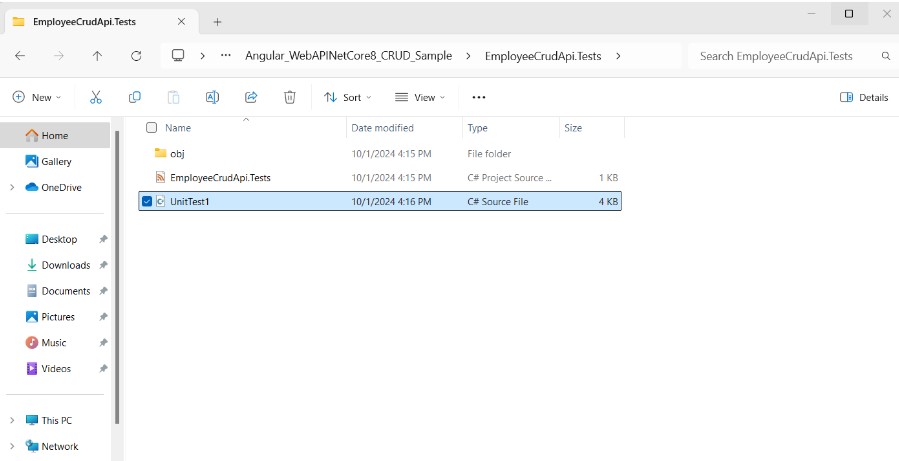 EmployeeCrudApi.Tests
Angular_WebAPINetCore8_CRUD_Sample > EmployeeCrudApi.Tests > Search EmployeeCrudApi.Tests
New Sort View Details
Name Date modified Type Size
Home
Gallery
OneDrive
Desktop
Downloads
Documents
Pictures
Music
Videos
This PC
Network
obj 10/1/2024 4:15 PM File folder
EmployeeCrudApi.Tests 10/1/2024 4:15 PM C# Project Source ... 1 KB
UnitTest1 10/1/2024 4:16 PM C# Source File 4 KB